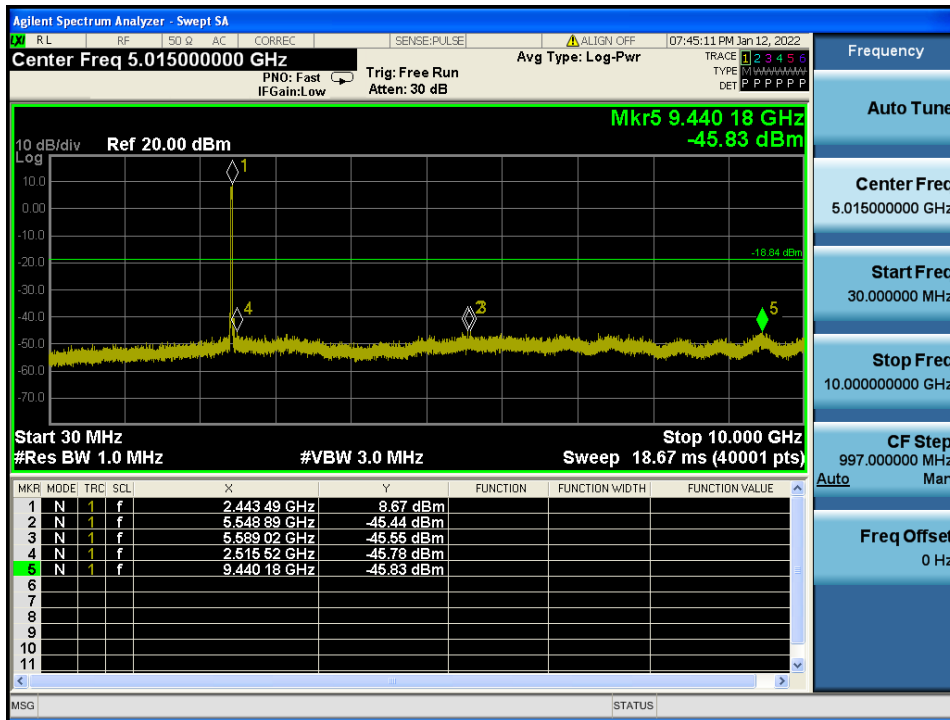 Agilent Spectrum Analyzer - Swept SA
LXI RL RF 50 Ω AC CORREC SENSE:PULSE ALIGN OFF 07:45:11 PM Jan 12, 2022
Center Freq 5.015000000 GHz
PNO: Fast
IFGain:Low
Trig: Free Run
Atten: 30 dB
Avg Type: Log-Pwr
TRACE 1 2 3 4 5 6
TYPE M
DET P P P P P P
Mkr5 9.440 18 GHz
-45.83 dBm
10 dB/div Ref 20.00 dBm
Log
1
10.0
0.00
-10.0
-18.84 dBm
-20.0
-30.0
4
5
-40.0
-50.0
-60.0
-70.0
Start 30 MHz Stop 10.000 GHz
#Res BW 1.0 MHz #VBW 3.0 MHz Sweep 18.67 ms (40001 pts)
MKR MODE TRC SCL X Y FUNCTION FUNCTION WIDTH FUNCTION VALUE
1 N 1 f 2.443 49 GHz 8.67 dBm
2 N 1 f 5.548 89 GHz -45.44 dBm
3 N 1 f 5.589 02 GHz -45.55 dBm
4 N 1 f 2.515 52 GHz -45.78 dBm
5 N 1 f 9.440 18 GHz -45.83 dBm
6
7
8
9
10
11
MSG STATUS
Frequency
Auto Tune
Center Freq
5.015000000 GHz
Start Freq
30.000000 MHz
Stop Freq
10.000000000 GHz
CF Step
997.000000 MHz
Auto Man
Freq Offset
0 Hz